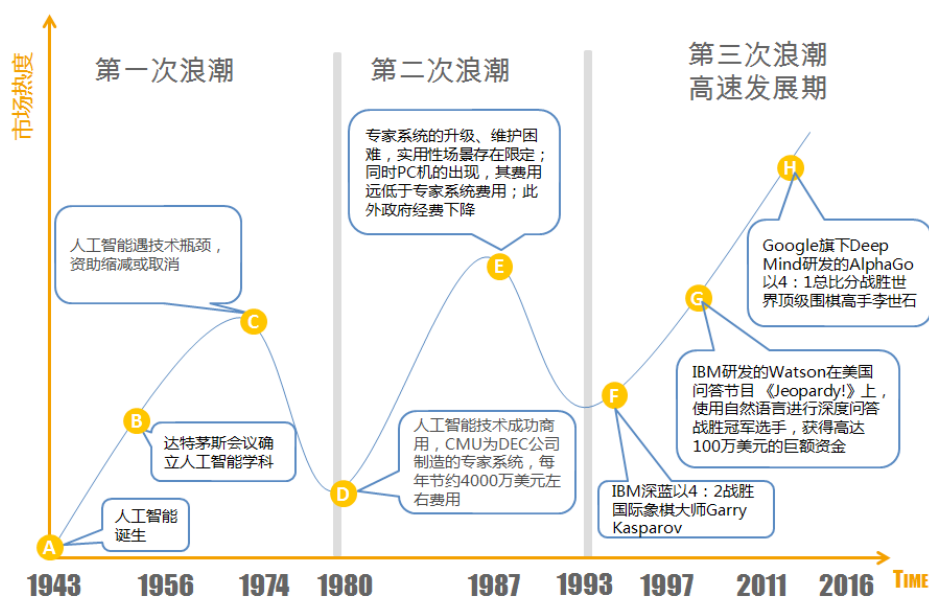 市场热度
第一次浪潮
第二次浪潮
第三次浪潮
高速发展期
专家系统的升级、维护困
难，实用性场景存在限定；
同时PC机的出现，其费用
远低于专家系统费用；此
外政府经费下降
人工智能遇技术瓶颈，
资助缩减或取消
Google旗下Deep
Mind研发的AlphaGo
以4：1总比分战胜世
界顶级围棋高手李世石
IBM研发的Watson在美国
问答节目 《Jeopardy!》上，
使用自然语言进行深度问答
战胜冠军选手，获得高达
100万美元的巨额资金
人工智能技术成功商
用，CMU为DEC公司
制造的专家系统，每
年节约4000万美元左
右费用
达特茅斯会议确
立人工智能学科
IBM深蓝以4：2战胜
国际象棋大师Garry
Kasparov
人工智能
诞生
A
B
C
D
E
F
G
H
1943 1956 1974 1980 1987 1993 1997 2011 2016 TIME